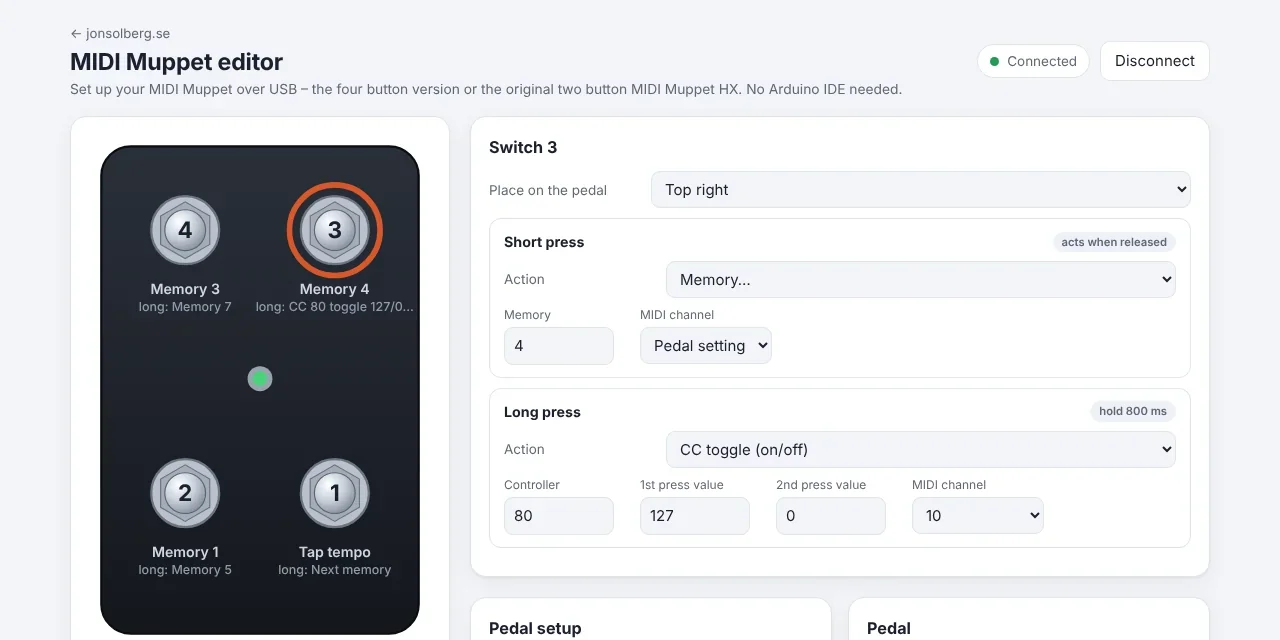 ← jonsolberg.se
MIDI Muppet editor
Set up your MIDI Muppet over USB – the four button version or the original two button MIDI Muppet HX. No Arduino IDE needed.
Connected
Disconnect
4
3
Memory 3
long: Memory 7
Memory 4
long: CC 80 toggle 127/0...
2
1
Memory 1
long: Memory 5
Tap tempo
long: Next memory
Switch 3
Place on the pedal
Top right
Short press
acts when released
Action
Memory...
Memory
MIDI channel
4
Pedal setting
Long press
hold 800 ms
Action
CC toggle (on/off)
Controller
1st press value
2nd press value
MIDI channel
80
127
0
10
Pedal setup
Pedal